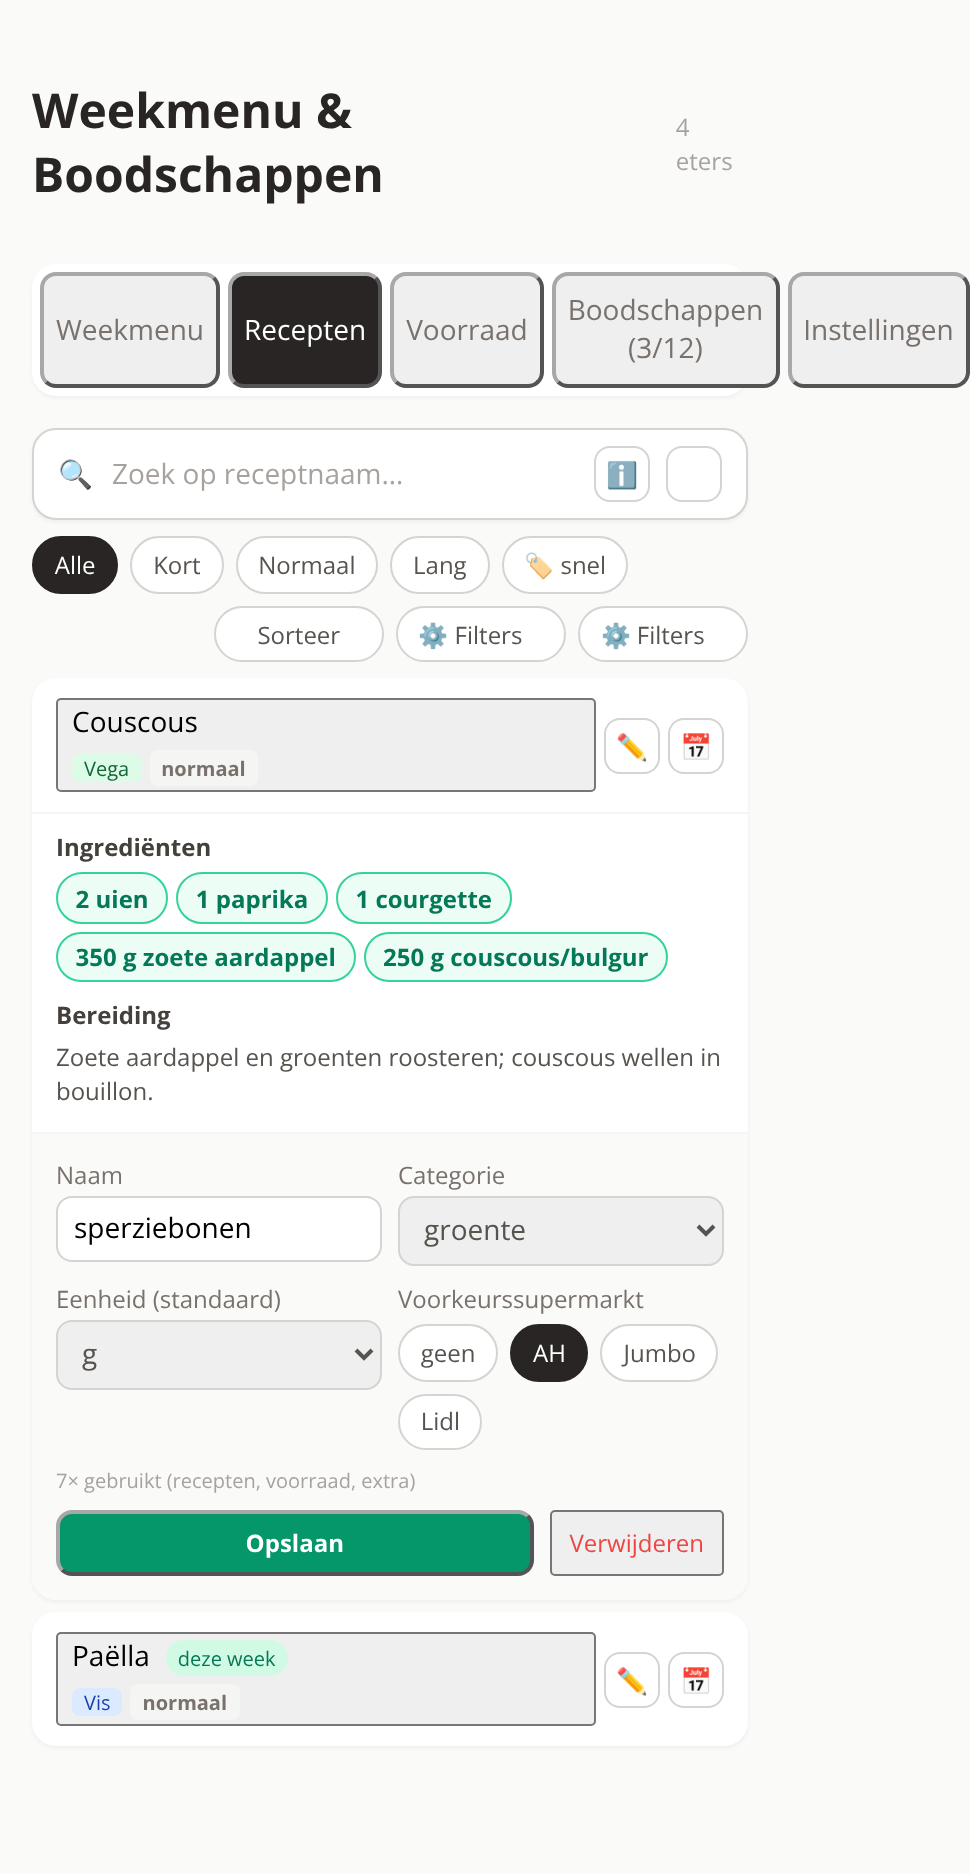 Weekmenu &
Boodschappen
4
eters
Weekmenu
Recepten
Voorraad
Boodschappen
(3/12)
Instellingen
🔍 Zoek op receptnaam... ℹ️
Alle
Kort
Normaal
Lang
🏷️ snel
Sorteer
⚙️ Filters
⚙️ Filters
Couscous
Vega normaal
✏️ 📅
Ingrediënten
2 uien
1 paprika
1 courgette
350 g zoete aardappel
250 g couscous/bulgur
Bereiding
Zoete aardappel en groenten roosteren; couscous wellen in
bouillon.
Naam
sperziebonen
Categorie
groente
Eenheid (standaard)
g
Voorkeurssupermarkt
geen
AH
Jumbo
Lidl
7× gebruikt (recepten, voorraad, extra)
Opslaan
Verwijderen
Paëlla deze week
Vis normaal
✏️ 📅